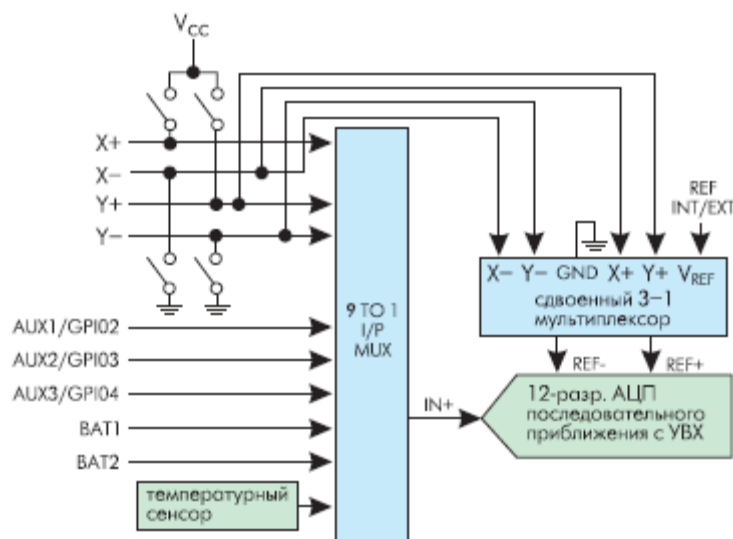 VCC
X+
X−
Y+
Y−
REF
INT/EXT
X− Y− GND X+ Y+ VREF
сдвоенный 3−1
мультиплексор
9 TO 1
I/P
MUX
AUX1/GPI02
AUX2/GPI03
AUX3/GPI04
BAT1
BAT2
REF-
REF+
IN+
12-разр. АЦП
последовательного
приближения с УВХ
температурный
сенсор